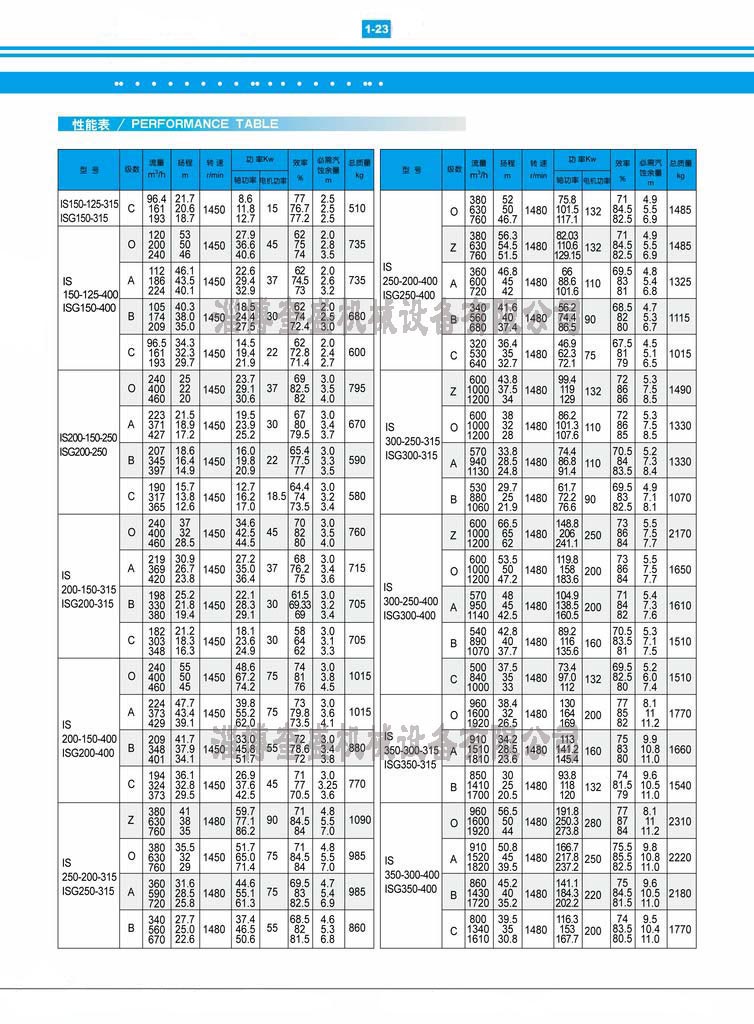 1-23
性能表 / PERFORMANCE TABLE
型 号 级数 流量 m³/h 扬程 m 转 速 r/min 功 率Kw 轴功率 电机功率 效率 % 必需汽蚀余量 m 总质量 kg
IS150-125-315
ISG150-315
96.4 21.7 8.6 77 2.5
C 161 20.6 1450 11.8 15 76.7 2.5 510
193 18.7 12.7 77.2 2.5
IS
150-125-400
ISG150-400
120 53 27.9 62 2.0
O 200 50 1450 36.6 45 75 2.8 735
240 46 40.6 74 3.5
112 46.1 22.6 62 2.0
A 186 43.5 1450 29.4 37 74.5 2.6 735
224 40.1 32.9 73 3.2
105 40.3 18.5 62 2.0
B 174 38.0 1450 24.4 30 74 2.5 680
209 35.0 27.5 72.4 3.0
96.5 34.3 14.5 62 2.0
C 161 32.3 1450 19.4 22 72.8 2.4 600
193 29.7 21.9 71.4 2.7
IS200-150-250
ISG200-250
240 25 23.7 69 3.0
O 400 22 1450 29.1 37 82.5 3.5 795
460 20 30.6 82 4.0
223 21.5 19.5 67 3.0
A 371 18.9 1450 23.9 30 80 3.4 670
427 17.2 25.2 79.5 3.7
207 18.6 16.0 65.4 3.0
B 345 16.4 1450 19.8 22 77.5 3.3 590
397 14.9 20.9 77 3.5
190 15.7 12.7 64.4 3.0
C 317 13.8 1450 16.2 18.5 74 3.2 580
365 12.6 17.0 73.5 3.4
IS
200-150-315
ISG200-315
240 37 34.6 70 3.0
O 400 32 1450 42.5 45 82 3.5 760
460 28.5 44.5 80 4.0
219 30.9 27.2 68 3.0
A 369 26.7 1450 35.0 37 76.2 3.4 715
420 23.8 36.4 75 3.6
198 25.2 22.1 61.5 3.0
B 330 21.8 1450 28.3 30 69.33 3.2 705
380 19.4 29.1 69 3.4
182 21.2 18.1 58 3.0
C 303 18.3 1450 23.6 30 64 3.1 705
348 16.3 24.9 62 3.3
IS
200-150-400
ISG200-400
240 55 48.6 74 3.0
O 400 50 1450 67.2 75 81 3.8 1015
460 45 74.2 76 4.5
224 47.7 39.8 73 3.0
A 373 43.4 1450 55.2 75 79.8 3.6 1015
429 39.1 62.0 73.5 4.1
209 41.7 33.0 72 3.0
B 348 37.9 1450 45.8 55 78.6 3.4 880
401 34.1 51.7 72 3.8
194 36.1 26.9 71 3.0
C 323 32.8 1450 37.6 45 77 3.25 770
373 29.5 42.5 70.5 3.6
IS
250-200-315
ISG250-315
380 41 59.7 71 4.8
Z 630 38 1480 77.1 90 84.5 5.5 1090
760 35 86.2 84 7.0
380 35.5 51.7 71 4.8
O 630 32 1450 65.0 75 84.5 5.5 985
760 29 71.4 84 7.0
360 31.6 44.6 69.5 4.7
A 590 28.5 1480 55.1 75 83 5.4 985
720 25.8 61.3 82.5 6.9
340 27.7 37.4 68.5 4.6
B 560 25.0 1480 46.5 55 82 5.3 860
670 22.6 50.6 81.5 6.8
型 号 级数 流量 m³/h 扬程 m 转 速 r/min 功 率Kw 轴功率 电机功率 效率 % 必需汽蚀余量 m 总质量 kg
IS
250-200-400
ISG250-400
380 52 75.8 71 4.9
O 630 50 1480 101.5 132 84.5 5.5 1485
760 46.7 117.1 82.5 6.9
380 56.3 82.03 71 4.9
Z 630 54.5 1480 110.6 132 84.5 5.5 1485
760 51.5 129.15 82.5 6.9
360 46.8 66 69.5 4.8
A 600 45 1480 88.6 110 83 5.4 1325
720 42 101.6 81 6.8
340 41.6 56.2 68.5 4.7
B 560 40 1480 74.4 90 82 5.3 1115
680 37.4 86.5 80 6.7
320 36.4 46.9 67.5 4.5
C 530 35 1480 62.3 75 81 5.1 1015
640 32.7 72.1 79 6.5
IS
300-250-315
ISG300-315
600 43.8 99.4 72 5.3
Z 1000 37.5 1480 119 132 86 7.5 1490
1200 34 129 86 8.5
600 38 86.2 72 5.3
O 1000 32 1480 101.3 110 86 7.5 1330
1200 28 107.6 85 8.5
570 33.8 74.4 70.5 5.2
A 940 28.5 1480 86.8 110 84 7.3 1330
1130 24.8 91.4 83.5 8.4
530 29.7 61.7 69.5 4.9
B 880 25 1480 72.2 90 83 7.1 1070
1060 21.9 76.6 82.5 8.1
IS
300-250-400
ISG300-400
600 66.5 148.8 73 5.5
Z 1000 65 1480 206 250 86 7.5 2170
1200 62 241.1 84 7.7
600 53.5 119.8 73 5.5
O 1000 50 1480 158 200 86 7.5 1650
1200 47.2 183.6 84 7.7
570 48 104.9 71 5.4
A 950 45 1480 138.5 200 84 7.3 1610
1140 42.5 160.5 82 7.6
540 42.8 89.2 70.5 5.3
B 890 40 1480 116 160 83.5 7.1 1510
1070 37.7 135.6 81 7.5
500 37.5 73.4 69.5 5.2
C 840 35 1480 97.0 132 82.5 6.0 1510
1000 33 112 80 7.4
IS
350-300-315
ISG350-315
960 38.4 130 77 8.1
O 1600 32 1480 164 200 85 11 1770
1920 26.5 169 82 11.2
910 34.2 113 75 9.9
A 1510 28.5 1480 141.2 160 83 10.8 1660
1810 23.6 145.4 80 11.0
850 30 93.8 74 9.6
B 1410 25 1480 118 132 81.5 10.5 1540
1700 20.5 120 79 11.0
IS
350-300-400
ISG350-400
960 56.5 191.8 77 8.1
O 1600 50 1480 250.3 280 87 11 2310
1920 44 273.8 84 11.2
910 50.8 166.7 75.5 9.8
A 1520 45 1480 217.8 250 85.5 10.8 2220
1820 39.5 237.2 82.5 11.0
860 45.2 141.1 75 9.6
B 1430 40 1480 184.3 220 84.5 10.5 2180
1720 35.2 202.2 81.5 11.0
800 39.5 116.3 74 9.5
C 1340 35 1480 153 200 83.5 10.4 1770
1610 30.8 167.7 80.5 11.0